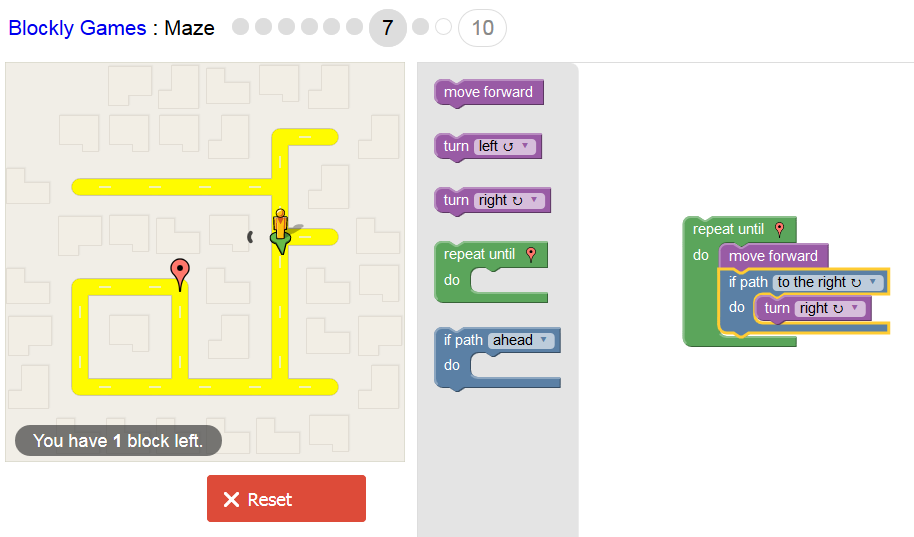 Blockly Games : Maze 7 10
move forward
turn left ↺ ▼
turn right ↻ ▼
repeat until
do
if path ahead ▼
do
repeat until
do move forward
if path to the right ↻ ▼
do turn right ↻ ▼
You have 1 block left.
Reset